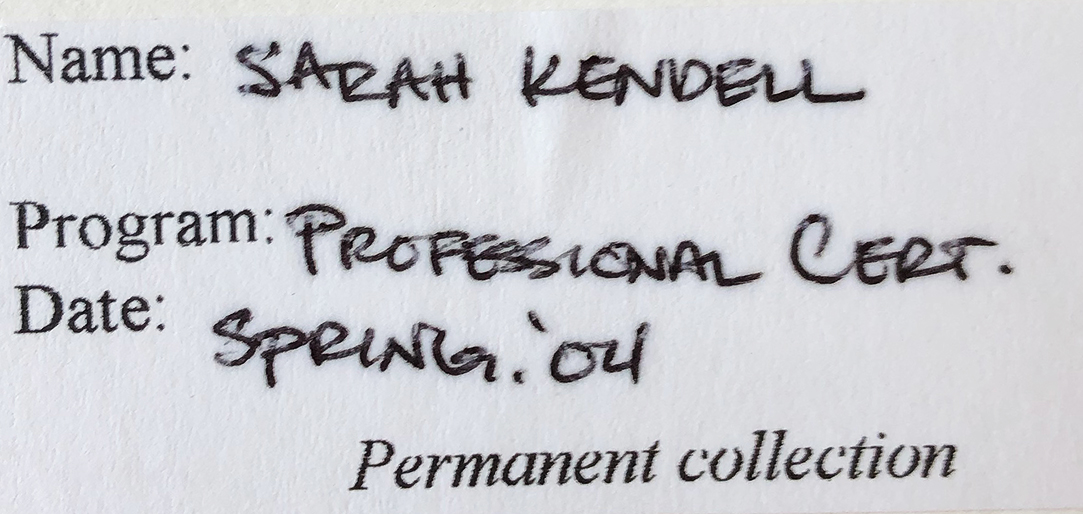 Name: SARAH KENDELL
Program: PROFESSIONAL CERT.
Date: SPRING. '04
Permanent collection